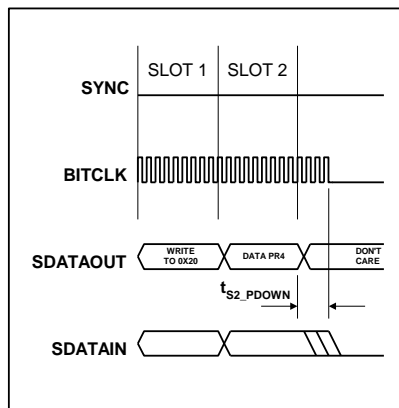 SLOT 1 SLOT 2
SYNC
BITCLK
SDATAOUT
WRITE
TO 0X20
DATA PR4
DON'T
CARE
tS2_PDOWN
SDATAIN